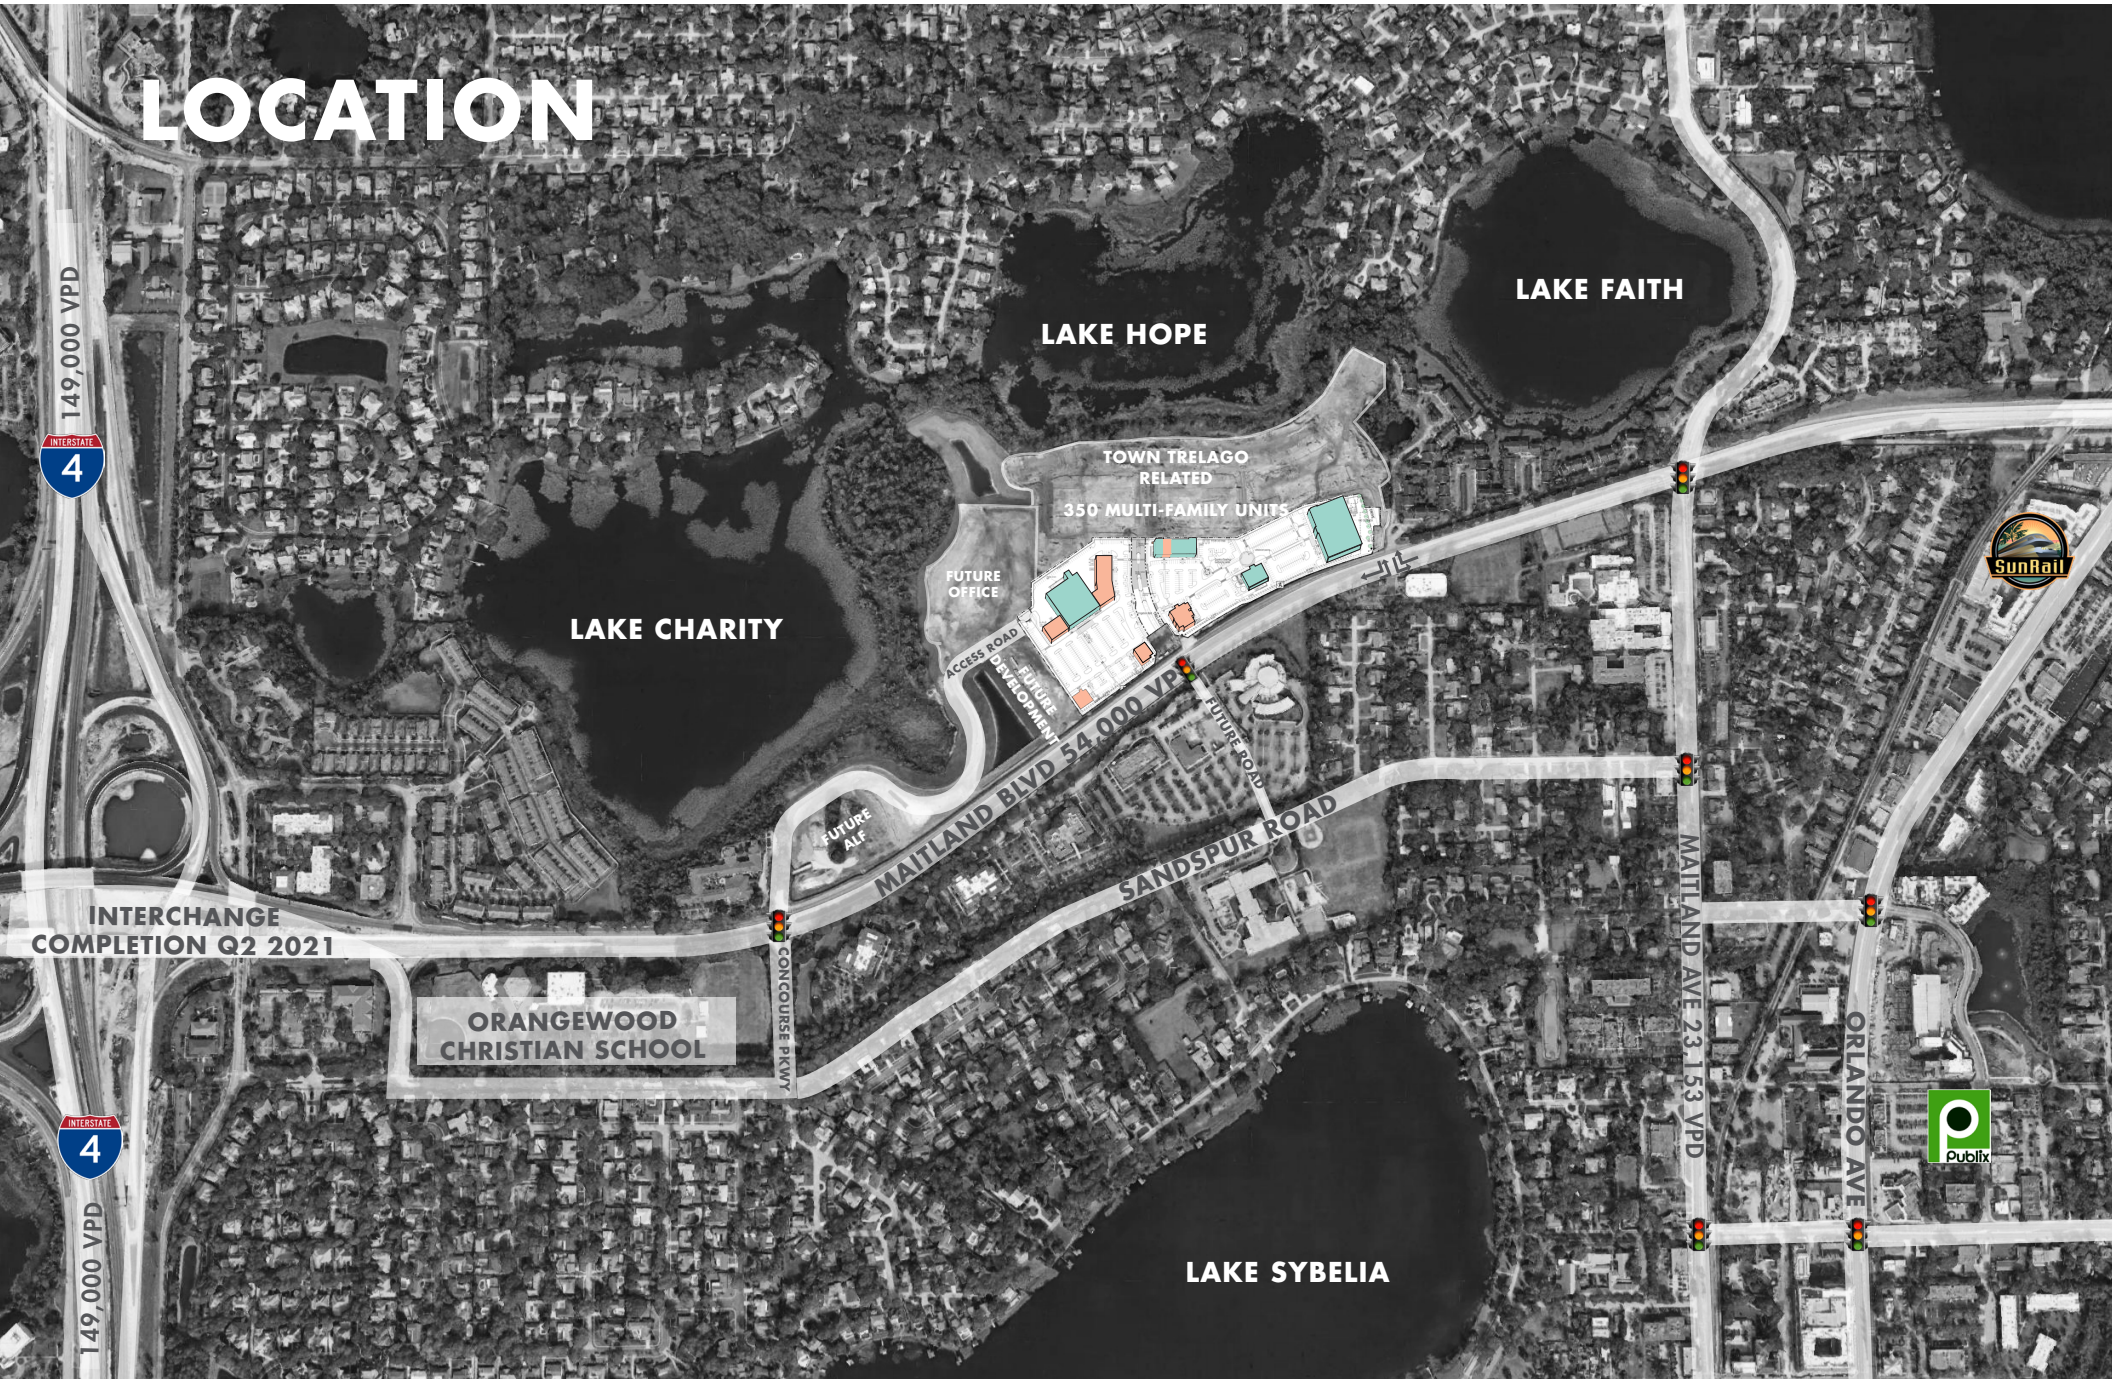 LOCATION
149,000 VPD
INTERSTATE
4
LAKE HOPE
LAKE FAITH
TOWN TRELAGO
RELATED
350 MULTI-FAMILY UNITS
SunRail
FUTURE
OFFICE
LAKE CHARITY
ACCESS ROAD
FUTURE
DEVELOPMENT
MAITLAND BLVD 54,000 VPD
FUTURE ROAD
FUTURE
ALF
SANDSPUR ROAD
MAITLAND AVE 23,153 VPD
INTERCHANGE
COMPLETION Q2 2021
CONCOURSE PKWY
ORANGEWOOD
CHRISTIAN SCHOOL
ORLANDO AVE
Publix
INTERSTATE
4
149,000 VPD
LAKE SYBELIA